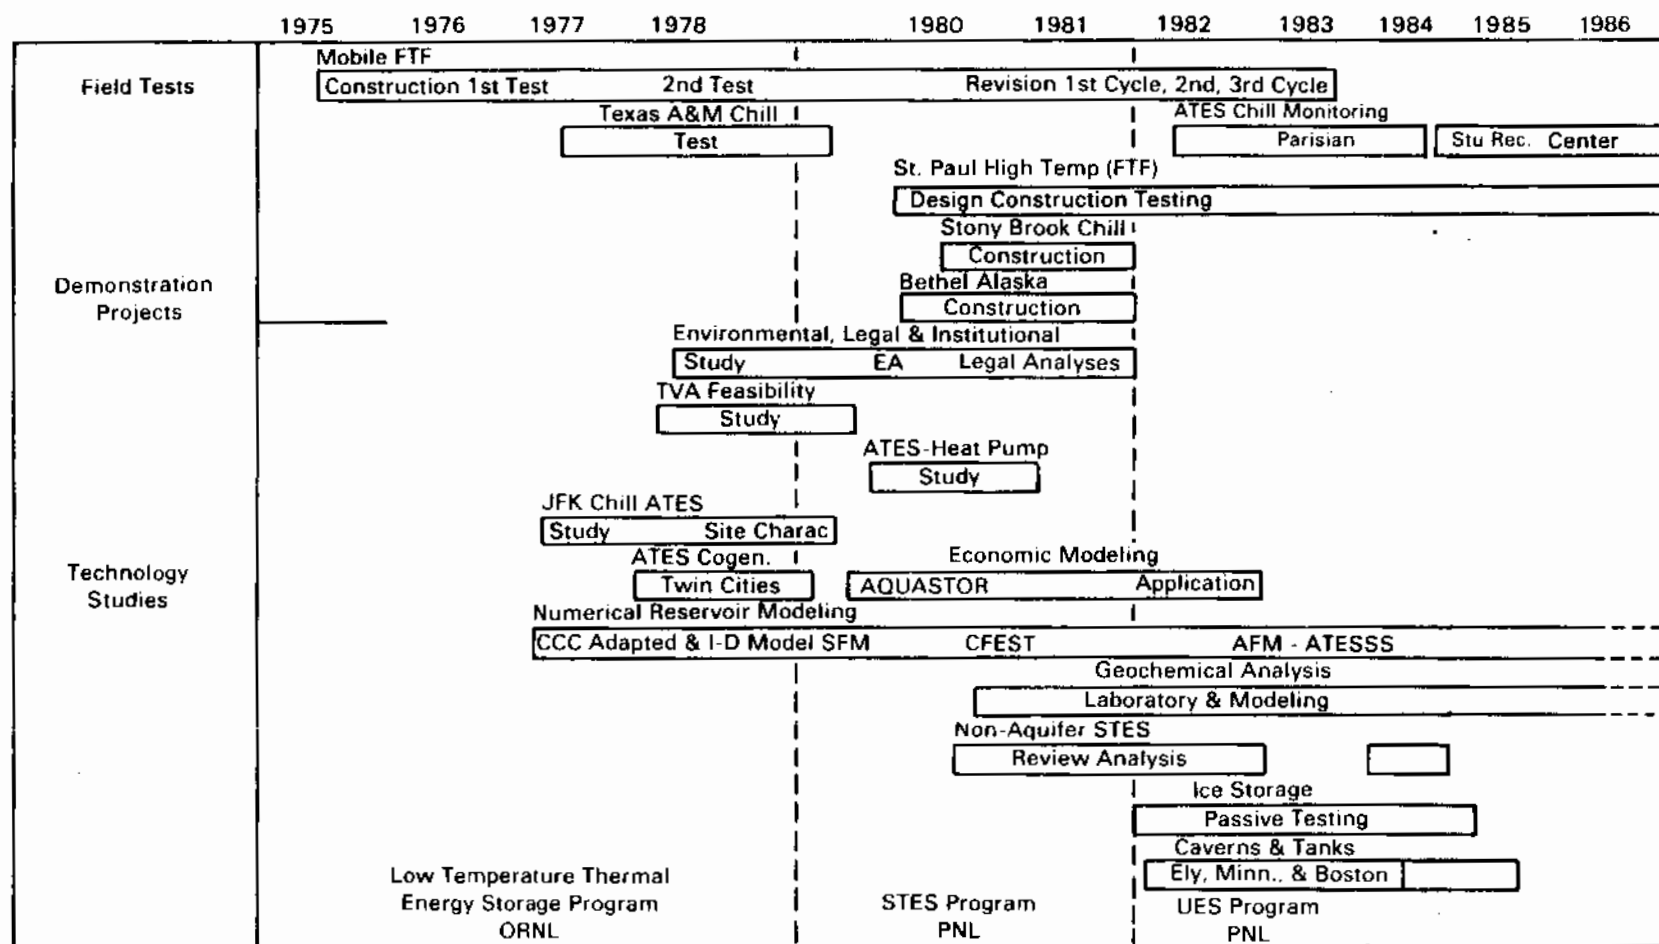 1975 1976 1977 1978 1980 1981 1982 1983 1984 1985 1986
Mobile FTF
Field Tests
Construction 1st Test 2nd Test Revision 1st Cycle, 2nd, 3rd Cycle
Texas A&M Chill ATES Chill Monitoring
Test Parisian Stu Rec. Center
St. Paul High Temp (FTF)
Design Construction Testing
Stony Brook Chill
Construction
Demonstration
Projects
Bethel Alaska
Construction
Environmental, Legal & Institutional
Study EA Legal Analyses
TVA Feasibility
Study
ATES-Heat Pump
Study
JFK Chill ATES
Study Site Charac
Technology
Studies
ATES Cogen. Economic Modeling
Twin Cities AQUASTOR Application
Numerical Reservoir Modeling
CCC Adapted & I-D Model SFM CFEST AFM - ATESSS
Geochemical Analysis
Laboratory & Modeling
Non-Aquifer STES
Review Analysis
Ice Storage
Passive Testing
Caverns & Tanks
Ely, Minn., & Boston
Low Temperature Thermal
Energy Storage Program
ORNL
STES Program
PNL
UES Program
PNL